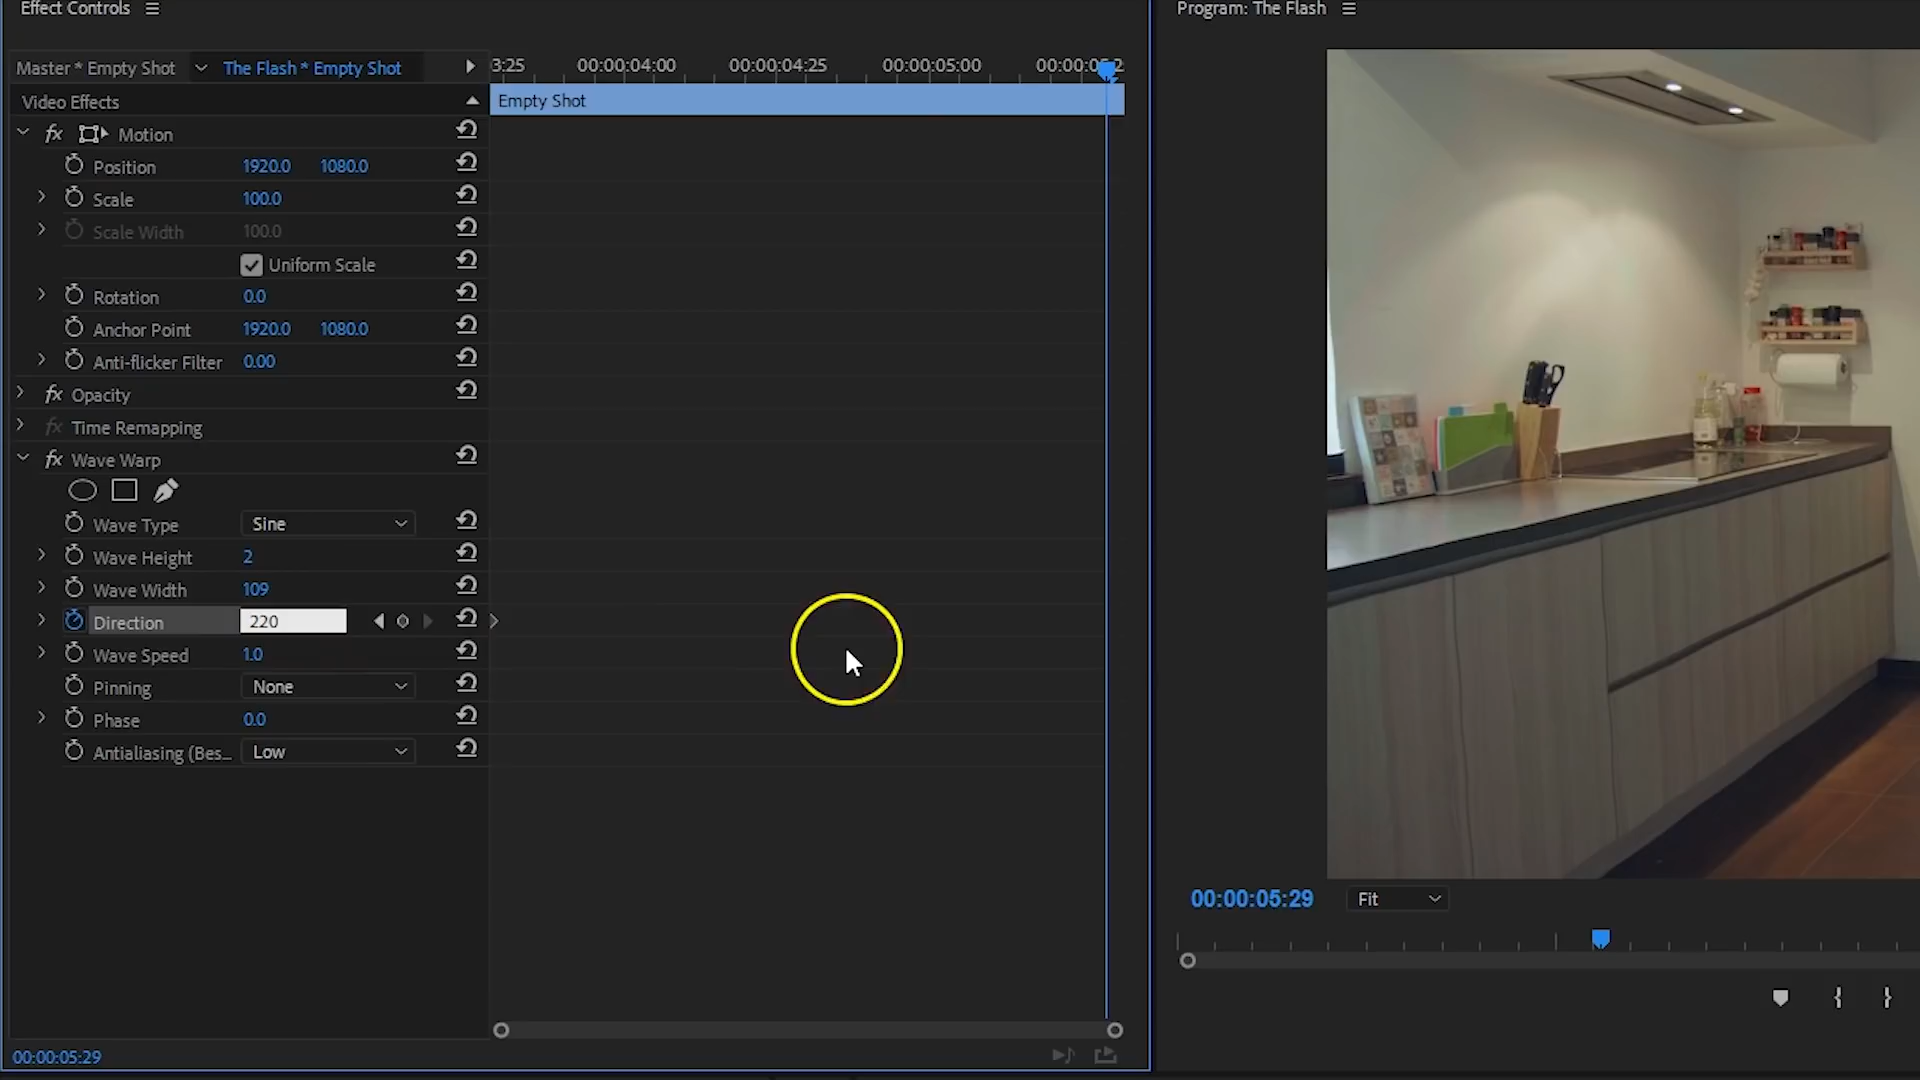 Effect Controls
Program: The Flash
Master * Empty Shot
The Flash * Empty Shot
3:25
00:00:04:00
00:00:04:25
00:00:05:00
Video Effects
Empty Shot
fx Motion
Position 1920.0 1080.0
Scale 100.0
Scale Width 100.0
Uniform Scale
Rotation 0.0
Anchor Point 1920.0 1080.0
Anti-flicker Filter 0.00
fx Opacity
fx Time Remapping
fx Wave Warp
Wave Type Sine
Wave Height 2
Wave Width 109
Direction 220
Wave Speed 1.0
Pinning None
Phase 0.0
Antialiasing (Bes... Low
00:00:05:29 Fit
00:00:05:29